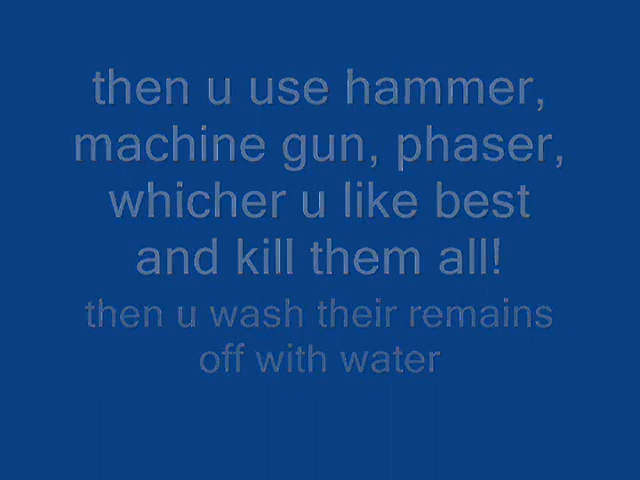 then u use hammer,
machine gun, phaser,
whicher u like best
and kill them all!
then u wash their remains
off with water